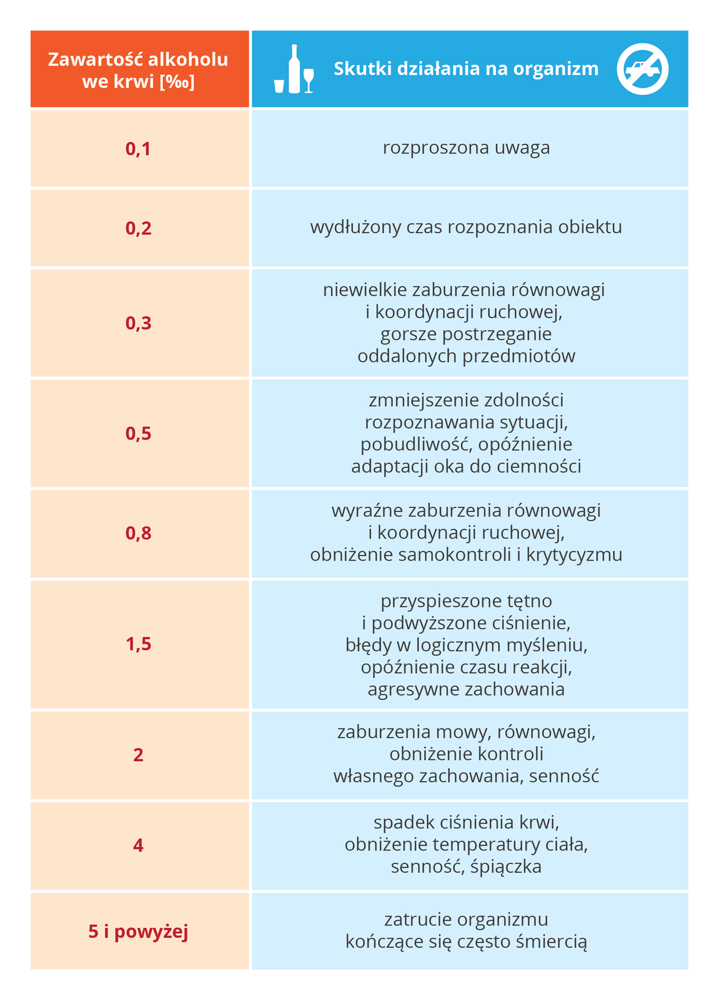 Zawartość alkoholu
we krwi [‰]
Skutki działania na organizm
0,1
rozproszona uwaga
0,2
wydłużony czas rozpoznania obiektu
0,3
niewielkie zaburzenia równowagi
i koordynacji ruchowej,
gorsze postrzeganie
oddalonych przedmiotów
0,5
zmniejszenie zdolności
rozpoznawania sytuacji,
pobudliwość, opóźnienie
adaptacji oka do ciemności
0,8
wyraźne zaburzenia równowagi
i koordynacji ruchowej,
obniżenie samokontroli i krytycyzmu
1,5
przyspieszone tętno
i podwyższone ciśnienie,
błędy w logicznym myśleniu,
opóźnienie czasu reakcji,
agresywne zachowania
2
zaburzenia mowy, równowagi,
obniżenie kontroli
własnego zachowania, senność
4
spadek ciśnienia krwi,
obniżenie temperatury ciała,
senność, śpiączka
5 i powyżej
zatrucie organizmu
kończące się często śmiercią